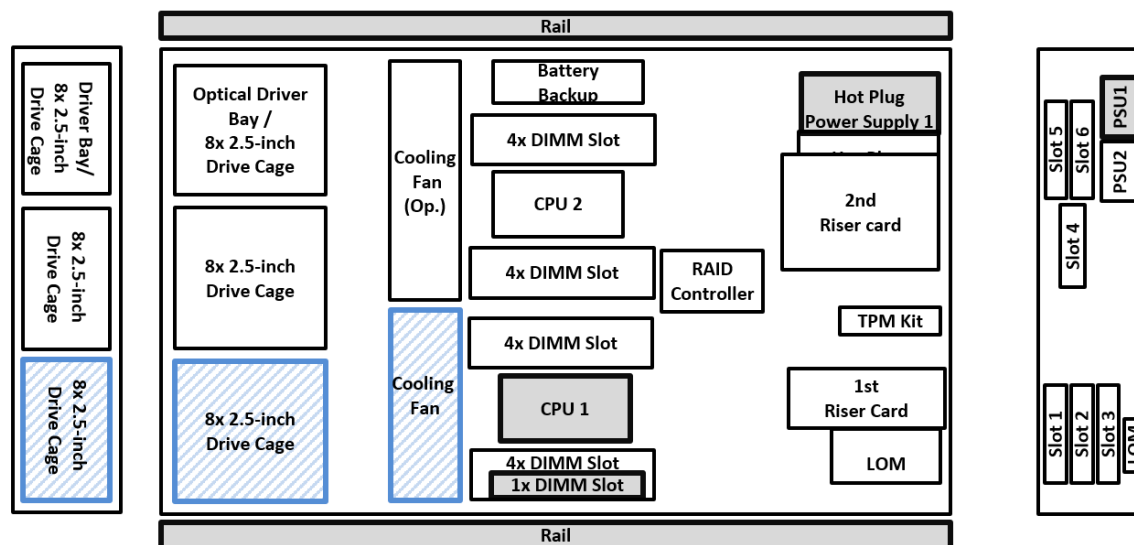 Rail
Driver Bay/
8x 2.5-inch
Drive Cage
8x 2.5-inch
Drive Cage
8x 2.5-inch
Drive Cage
Optical Driver
Bay /
8x 2.5-inch
Drive Cage
8x 2.5-inch
Drive Cage
8x 2.5-inch
Drive Cage
Cooling
Fan
(Op.)
Cooling
Fan
Battery
Backup
4x DIMM Slot
CPU 2
4x DIMM Slot
4x DIMM Slot
CPU 1
4x DIMM Slot
1x DIMM Slot
RAID
Controller
Hot Plug
Power Supply 1
2nd
Riser card
TPM Kit
1st
Riser Card
LOM
Rail
PSU1
PSU2
Slot 5
Slot 6
Slot 4
Slot 1
Slot 2
Slot 3
LOM